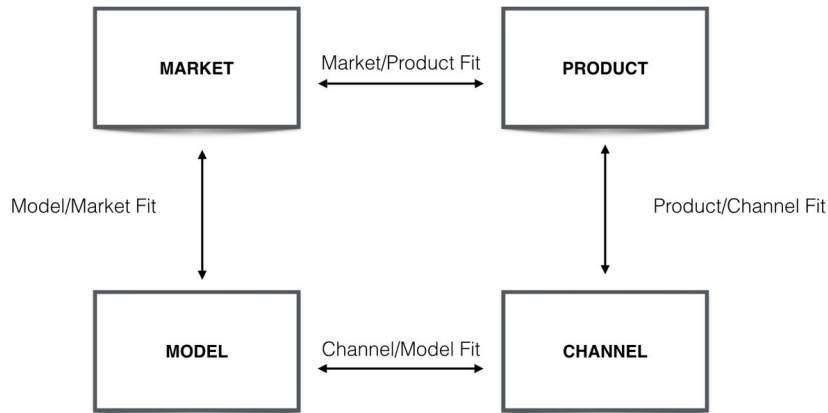 MARKET
Market/Product Fit
PRODUCT
Model/Market Fit
Product/Channel Fit
MODEL
Channel/Model Fit
CHANNEL